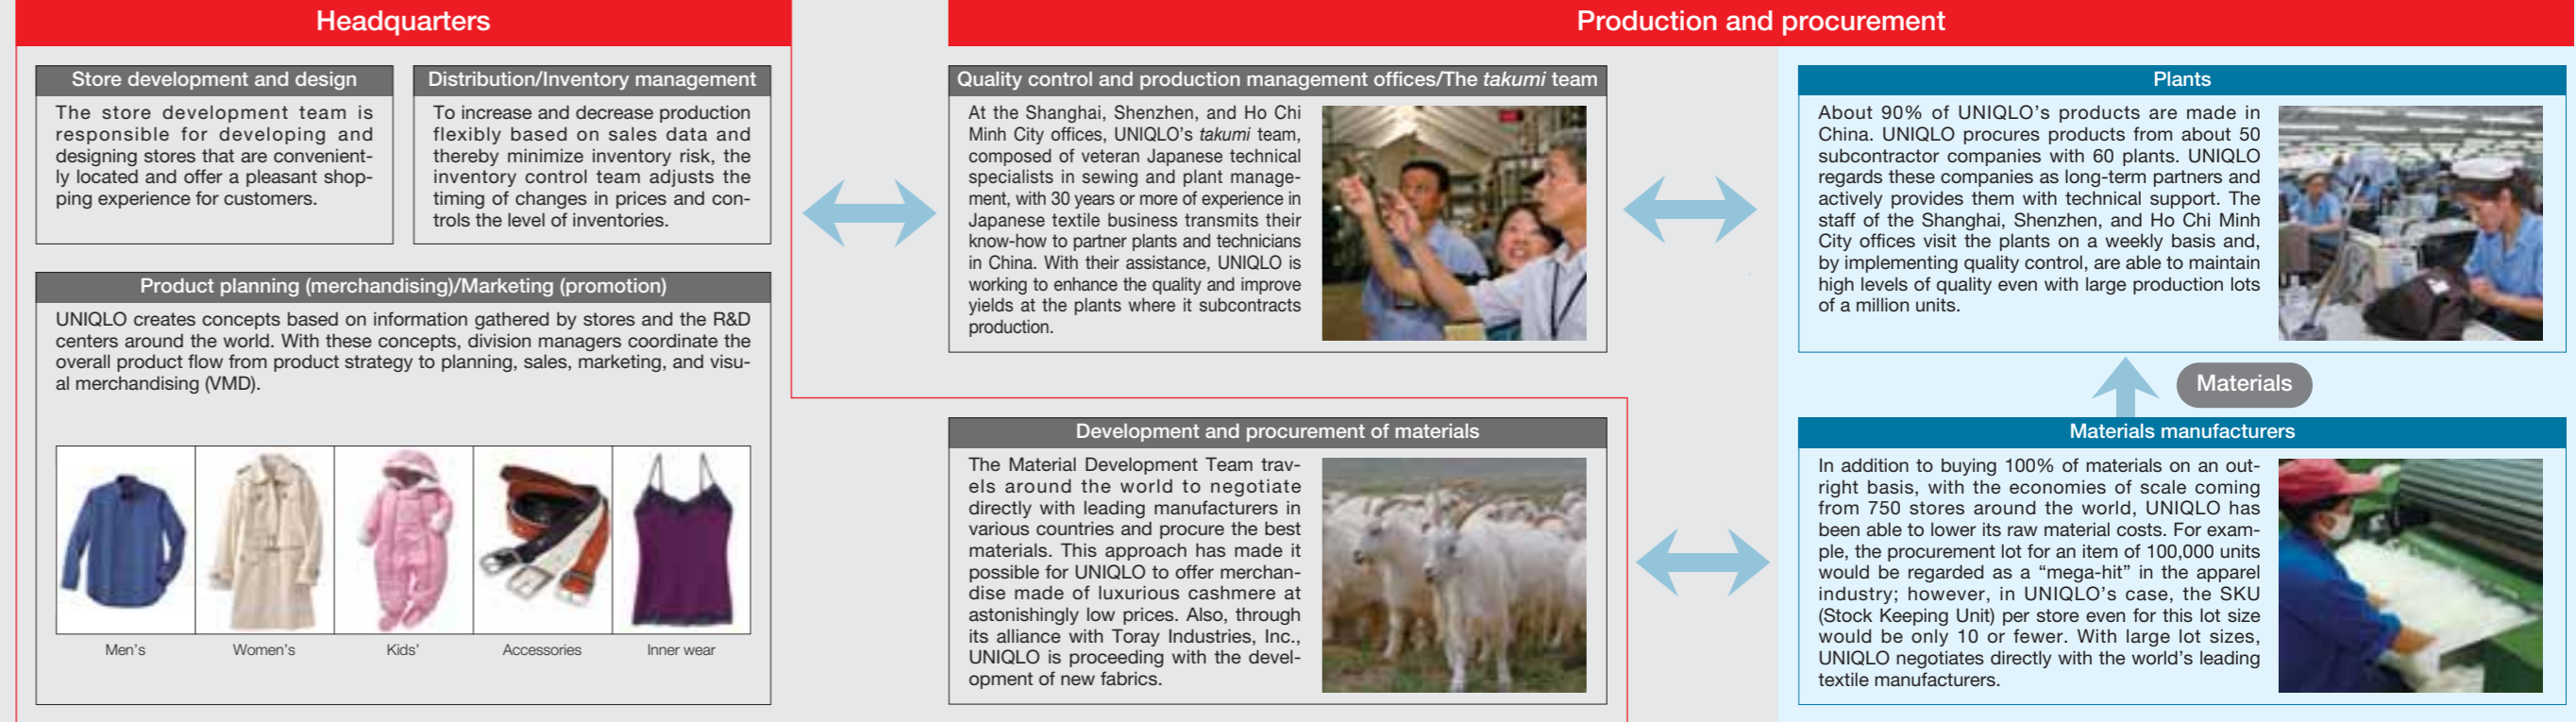 Headquarters
Store development and design
The store development team is
responsible for developing and
designing stores that are convenient-
ly located and offer a pleasant shop-
ping experience for customers.
Distribution/Inventory management
To increase and decrease production
flexibly based on sales data and
thereby minimize inventory risk, the
inventory control team adjusts the
timing of changes in prices and con-
trols the level of inventories.
Product planning (merchandising)/Marketing (promotion)
UNIQLO creates concepts based on information gathered by stores and the R&D
centers around the world. With these concepts, division managers coordinate the
overall product flow from product strategy to planning, sales, marketing, and visu-
al merchandising (VMD).
Men's
Women's
Kids'
Accessories
Inner wear
Production and procurement
Quality control and production management offices/The takumi team
At the Shanghai, Shenzhen, and Ho Chi
Minh City offices, UNIQLO's takumi team,
composed of veteran Japanese technical
specialists in sewing and plant manage-
ment, with 30 years or more of experience in
Japanese textile business transmits their
know-how to partner plants and technicians
in China. With their assistance, UNIQLO is
working to enhance the quality and improve
yields at the plants where it subcontracts
production.
Plants
About 90% of UNIQLO's products are made in
China. UNIQLO procures products from about 50
subcontractor companies with 60 plants. UNIQLO
regards these companies as long-term partners and
actively provides them with technical support. The
staff of the Shanghai, Shenzhen, and Ho Chi Minh
City offices visit the plants on a weekly basis and,
by implementing quality control, are able to maintain
high levels of quality even with large production lots
of a million units.
Materials
Development and procurement of materials
The Material Development Team trav-
els around the world to negotiate
directly with leading manufacturers in
various countries and procure the best
materials. This approach has made it
possible for UNIQLO to offer merchan-
dise made of luxurious cashmere at
astonishingly low prices. Also, through
its alliance with Toray Industries, Inc.,
UNIQLO is proceeding with the devel-
opment of new fabrics.
Materials manufacturers
In addition to buying 100% of materials on an out-
right basis, with the economies of scale coming
from 750 stores around the world, UNIQLO has
been able to lower its raw material costs. For exam-
ple, the procurement lot for an item of 100,000 units
would be regarded as a “mega-hit” in the apparel
industry; however, in UNIQLO's case, the SKU
(Stock Keeping Unit) per store even for this lot size
would be only 10 or fewer. With large lot sizes,
UNIQLO negotiates directly with the world's leading
textile manufacturers.